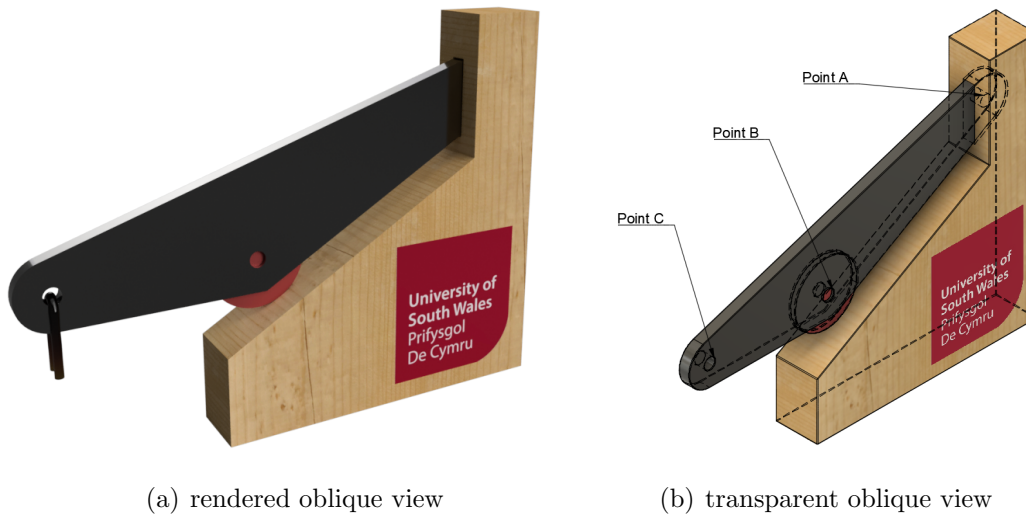 University of
South Wales
Prifysgol
De Cymru
Point A
Point B
Point C
University of
South Wales
Prifysgol
De Cymru
(a) rendered oblique view
(b) transparent oblique view